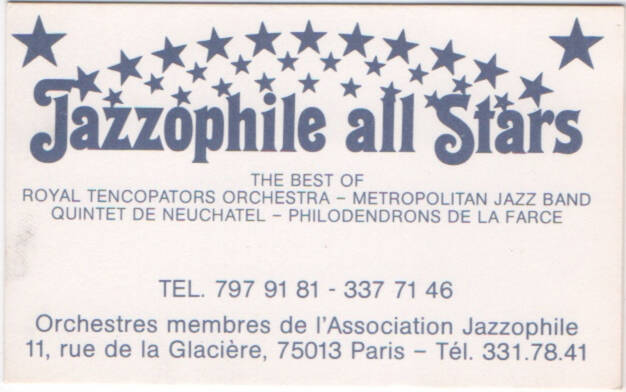 Jazzophile all Stars
THE BEST OF
ROYAL TENCOPATORS ORCHESTRA – METROPOLITAN JAZZ BAND
QUINTET DE NEUCHATEL – PHILODENDRONS DE LA FARCE
TEL. 797 91 81 - 337 71 46
Orchestres membres de l'Association Jazzophile
11, rue de la Glacière, 75013 Paris – Tél. 331.78.41